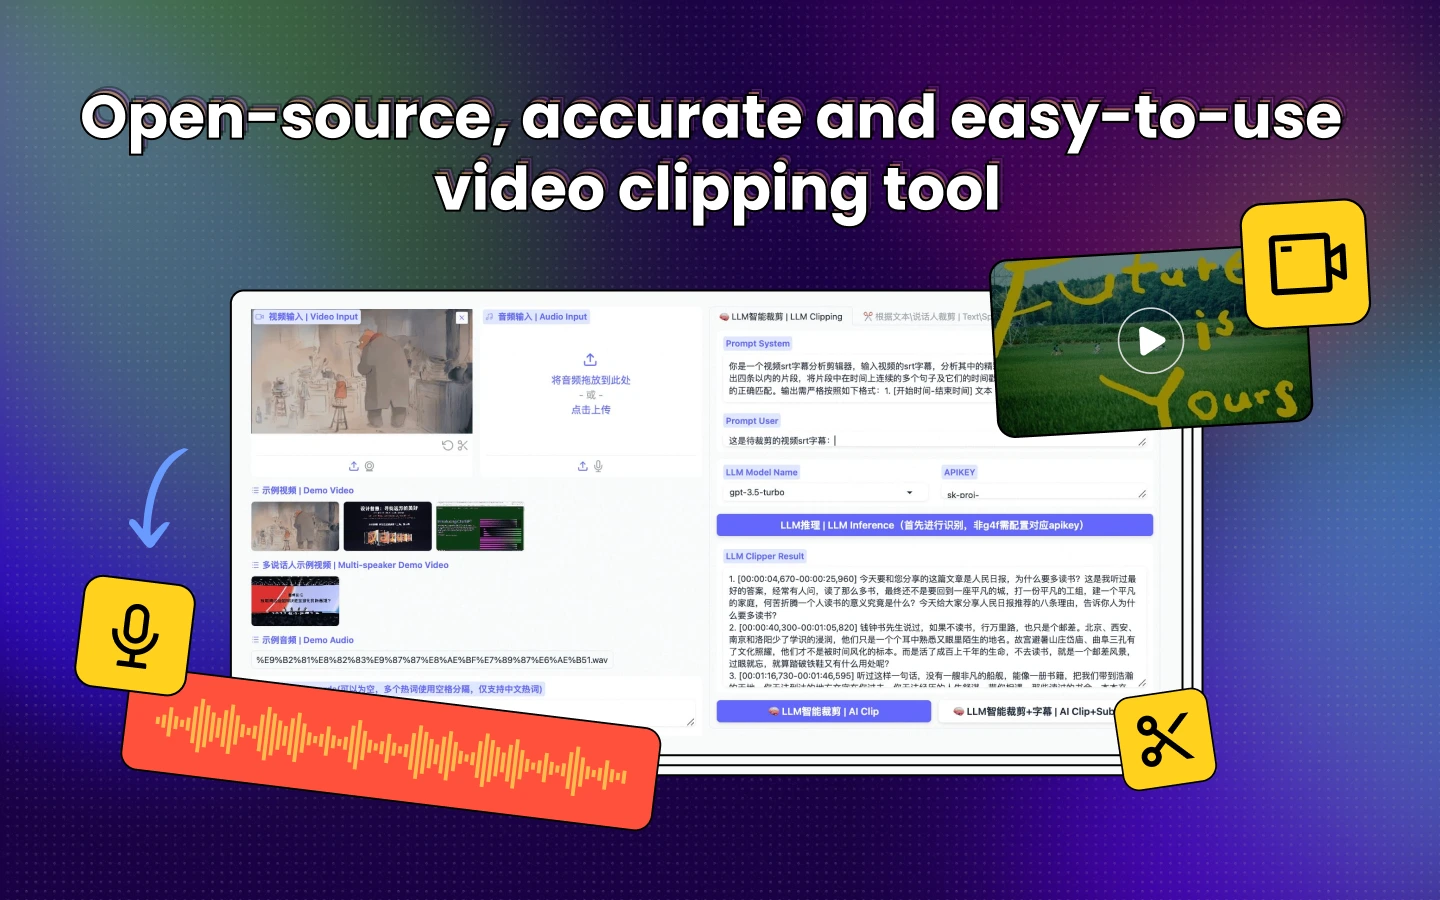 Open-source, accurate and easy-to-use
video clipping tool
视频输入 | Video Input
音频输入 | Audio Input
将音频拖放到此处
- 或 -
点击上传
示例视频 | Demo Video
多说话人示例视频 | Multi-speaker Demo Video
示例音频 | Demo Audio
%E9%B2%81%E8%82%83%E9%87%87%E8%AE%BF%E7%89%87%E6%AE%B51.wav
(可以为空，多个热词使用空格分隔，仅支持中文热词)
LLM智能裁剪 | LLM Clipping
根据文本\说话人裁剪 | Text\Sp
Prompt System
你是一个视频srt字幕分析剪辑器，输入视频的srt字幕，分析其中的精
出四条以内的片段，将片段中在时间上连续的多个句子及它们的时间戳
的正确匹配。输出需严格按照如下格式：1. [开始时间-结束时间] 文本
Prompt User
这是待裁剪的视频srt字幕：
LLM Model Name
APIKEY
gpt-3.5-turbo
sk-proj-
LLM推理 | LLM Inference（首先进行识别，非g4f需配置对应apikey）
LLM Clipper Result
1. [00:00:04,670-00:00:25,960] 今天要和您分享的这篇文章是人民日报，为什么要多读书？这是我听过最
好的答案，经常有人问，读了那么多书，最终还不是要回到一座平凡的城，打一份平凡的工组，建一个平凡
的家庭，何苦折腾一个人读书的意义究竟是什么？今天给大家分享人民日报推荐的八条理由，告诉你人为什
么要多读书？
2. [00:00:40,300-00:01:05,820] 钱钟书先生说过，如果不读书，行万里路，也只是个邮差。北京、西安、
南京和洛阳少了学识的浸润，他们只是一个个耳中熟悉又眼里陌生的地名。故宫避暑山庄岱庙、曲阜三孔有
了文化照耀，他们才不是被时间风化的标本。而是活了成百上千年的生命，不去读书，就是一个邮差风景，
过眼就忘，就算踏破铁鞋又有什么用处呢？
3. [00:01:16,730-00:01:46,595] 听过这样一句话，没有一艘非凡的船舰，能像一册书籍，把我们带到浩瀚
LLM智能裁剪 | AI Clip
LLM智能裁剪+字幕 | AI Clip+Sub
Future
is
Yours